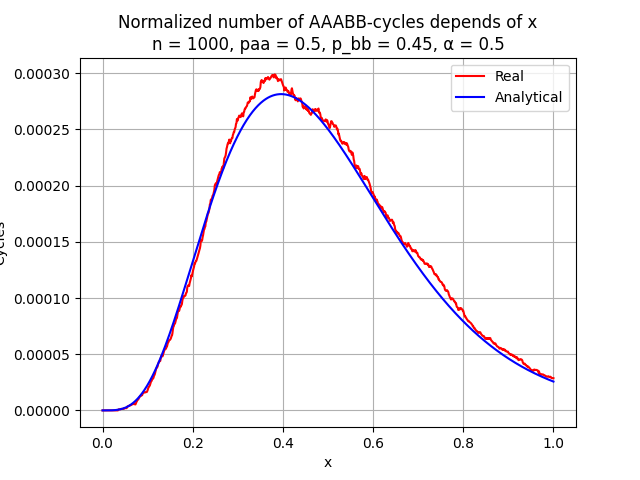 Normalized number of AAABB-cycles depends of x
n = 1000, paa = 0.5, p_bb = 0.45, α = 0.5
Real
Analytical
0.00030
0.00025
0.00020
0.00015
0.00010
0.00005
0.00000
Cycles
0.0 0.2 0.4 0.6 0.8 1.0
x